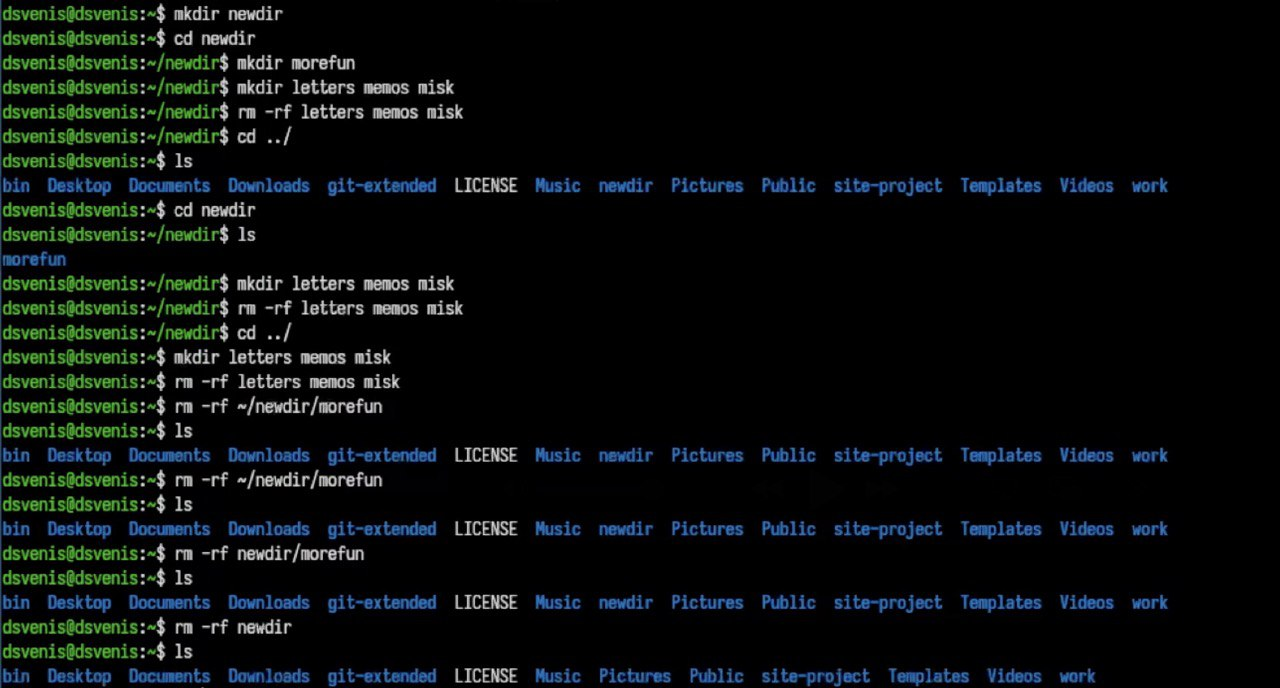 dsvenis@dsvenis:~$ mkdir newdir
dsvenis@dsvenis:~$ cd newdir
dsvenis@dsvenis:~/newdir$ mkdir morefun
dsvenis@dsvenis:~/newdir$ mkdir letters memos misk
dsvenis@dsvenis:~/newdir$ rm -rf letters memos misk
dsvenis@dsvenis:~/newdir$ cd ../
dsvenis@dsvenis:~$ ls
bin Desktop Documents Downloads git-extended LICENSE Music newdir Pictures Public site-project Templates Videos work
dsvenis@dsvenis:~$ cd newdir
dsvenis@dsvenis:~/newdir$ ls
morefun
dsvenis@dsvenis:~/newdir$ mkdir letters memos misk
dsvenis@dsvenis:~/newdir$ rm -rf letters memos misk
dsvenis@dsvenis:~/newdir$ cd ../
dsvenis@dsvenis:~$ mkdir letters memos misk
dsvenis@dsvenis:~$ rm -rf letters memos misk
dsvenis@dsvenis:~$ rm -rf ~/newdir/morefun
dsvenis@dsvenis:~$ ls
bin Desktop Documents Downloads git-extended LICENSE Music newdir Pictures Public site-project Templates Videos work
dsvenis@dsvenis:~$ rm -rf ~/newdir/morefun
dsvenis@dsvenis:~$ ls
bin Desktop Documents Downloads git-extended LICENSE Music newdir Pictures Public site-project Templates Videos work
dsvenis@dsvenis:~$ rm -rf newdir/morefun
dsvenis@dsvenis:~$ ls
bin Desktop Documents Downloads git-extended LICENSE Music newdir Pictures Public site-project Templates Videos work
dsvenis@dsvenis:~$ rm -rf newdir
dsvenis@dsvenis:~$ ls
bin Desktop Documents Downloads git-extended LICENSE Music Pictures Public site-project Templates Videos work